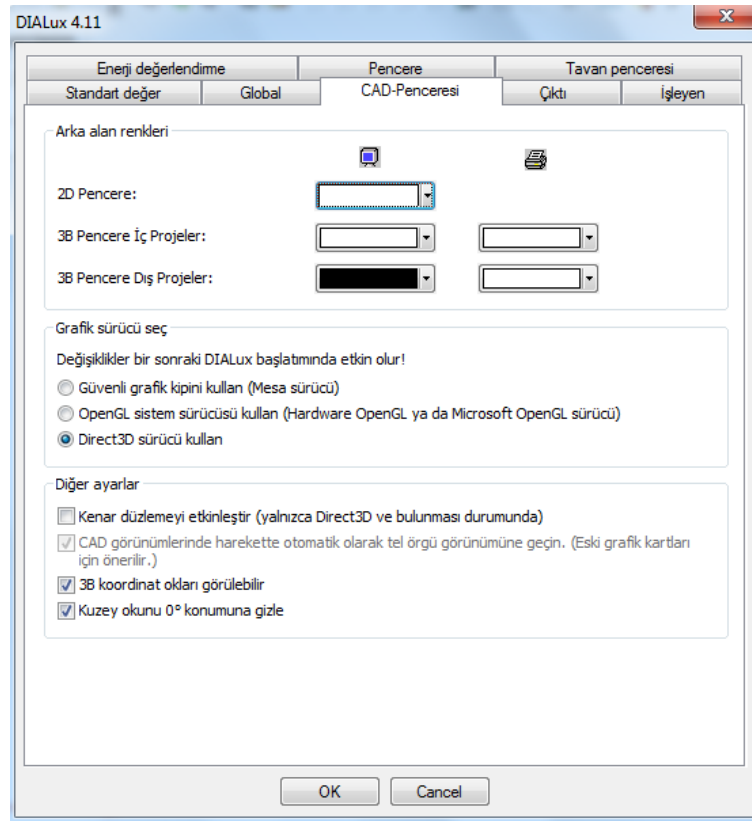 DIALux 4.11
Enerji değerlendirme Pencere Tavan penceresi
Standart değer Global CAD-Penceresi Çıktı İşleyen
Arka alan renkleri
2D Pencere:
3B Pencere İç Projeler:
3B Pencere Dış Projeler:
Grafik sürücü seç
Değişiklikler bir sonraki DIALux başlatımında etkin olur!
Güvenli grafik kipini kullan (Mesa sürücü)
OpenGL sistem sürücüsü kullan (Hardware OpenGL ya da Microsoft OpenGL sürücü)
Direct3D sürücü kullan
Diğer ayarlar
Kenar düzlemeyi etkinleştir (yalnızca Direct3D ve bulunması durumunda)
CAD görünümlerinde harekette otomatik olarak tel örgü görünümüne geçin. (Eski grafik kartları
için önerilir.)
3B koordinat okları görülebilir
Kuzey okunu 0° konumuna gizle
OK Cancel